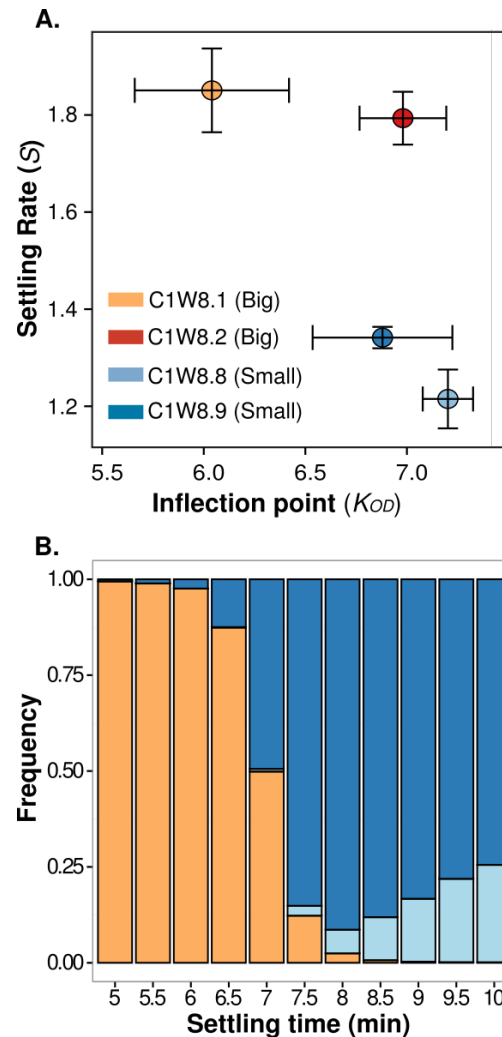 A.
Settling Rate (S)
1.8
1.6
1.4
1.2
C1W8.1 (Big)
C1W8.2 (Big)
C1W8.8 (Small)
C1W8.9 (Small)
5.5 6.0 6.5 7.0
Inflection point (KOD)
B.
Frequency
1.00
0.75
0.50
0.25
0.00
5 5.5 6 6.5 7 7.5 8 8.5 9 9.5 10
Settling time (min)